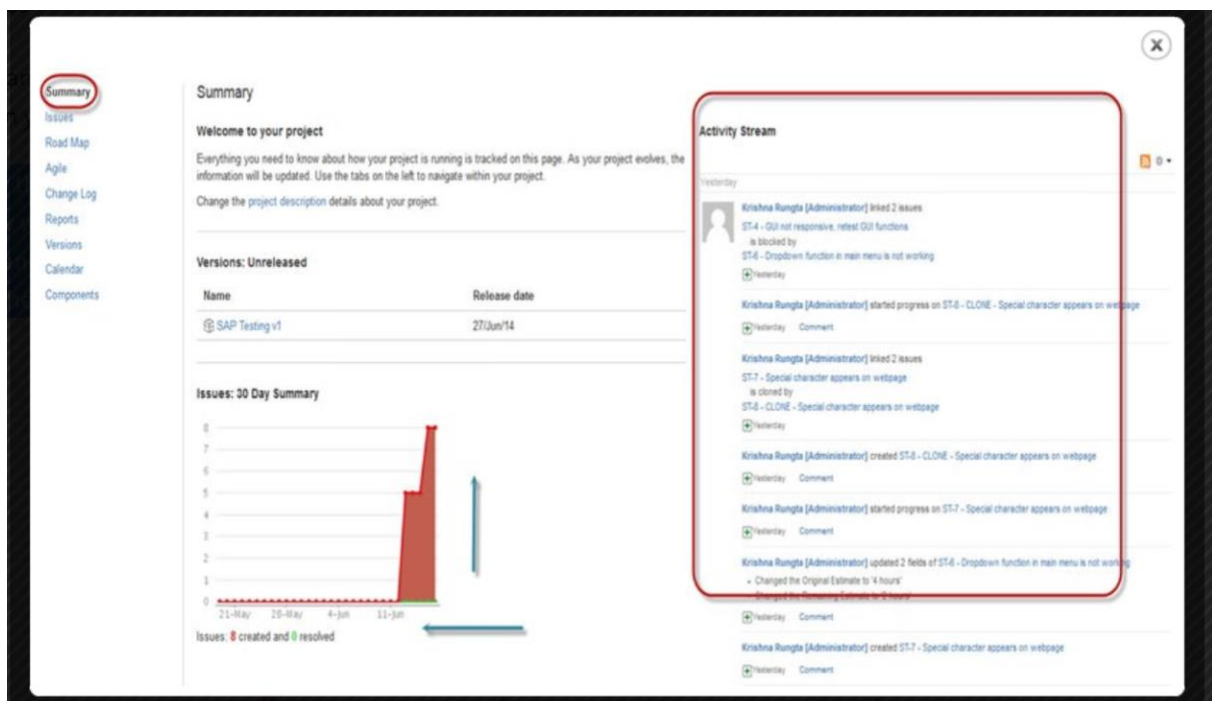 X
Summary
Issues
Road Map
Agile
Change Log
Reports
Versions
Calendar
Components
Summary
Welcome to your project
Everything you need to know about how your project is running is tracked on this page. As your project evolves, the
information will be updated. Use the tabs on the left to navigate within your project.
Change the project description details about your project.
Versions: Unreleased
Name Release date
SAP Testing v1 27/Jun/14
Issues: 30 Day Summary
8
7
6
5
4
3
2
1
0
21-May 28-May 4-Jun 11-Jun
Issues: 8 created and 0 resolved
Activity Stream
0
Yesterday
Krishna Rungta [Administrator] linked 2 issues
ST-4 - GUI not responsive, retest GUI functions
is blocked by
ST-6 - Dropdown function in main menu is not working
Yesterday
Krishna Rungta [Administrator] started progress on ST-8 - CLONE - Special character appears on webpage
Yesterday Comment
Krishna Rungta [Administrator] linked 2 issues
ST-7 - Special character appears on webpage
is cloned by
ST-8 - CLONE - Special character appears on webpage
Yesterday
Krishna Rungta [Administrator] created ST-8 - CLONE - Special character appears on webpage
Yesterday Comment
Krishna Rungta [Administrator] started progress on ST-7 - Special character appears on webpage
Yesterday Comment
Krishna Rungta [Administrator] updated 2 fields of ST-6 - Dropdown function in main menu is not working
Changed the Original Estimate to '4 hours'
Changed the Remaining Estimate to hours'
Yesterday Comment
Krishna Rungta [Administrator] created ST-7 - Special character appears on webpage
Yesterday Comment